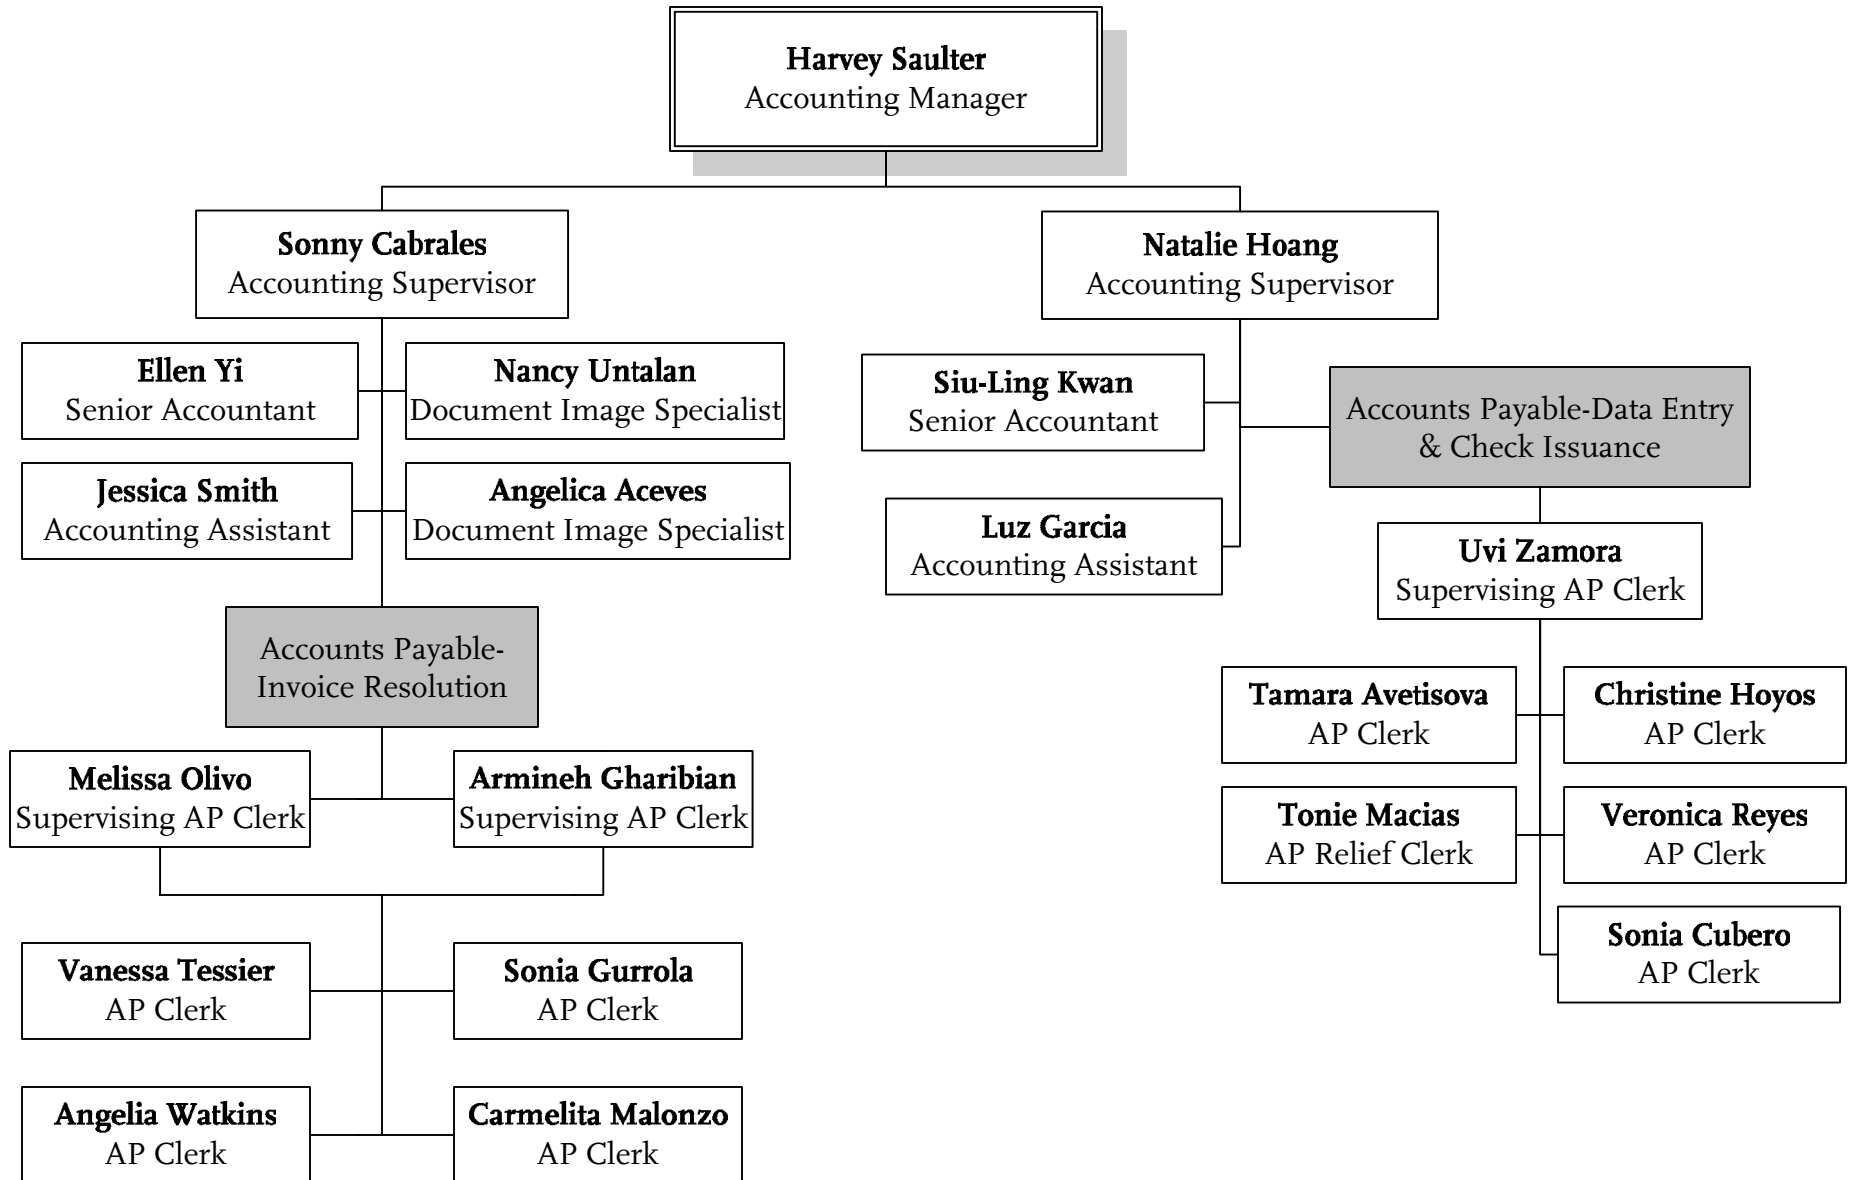 Harvey Saulter
Accounting Manager
Sonny Cabrales
Accounting Supervisor
Natalie Hoang
Accounting Supervisor
Ellen Yi
Senior Accountant
Nancy Untalan
Document Image Specialist
Jessica Smith
Accounting Assistant
Angelica Aceves
Document Image Specialist
Siu-Ling Kwan
Senior Accountant
Luz Garcia
Accounting Assistant
Accounts Payable-Data Entry
& Check Issuance
Uvi Zamora
Supervising AP Clerk
Accounts Payable-
Invoice Resolution
Melissa Olivo
Supervising AP Clerk
Armineh Gharibian
Supervising AP Clerk
Tamara Avetisova
AP Clerk
Christine Hoyos
AP Clerk
Tonie Macias
AP Relief Clerk
Veronica Reyes
AP Clerk
Sonia Cubero
AP Clerk
Vanessa Tessier
AP Clerk
Sonia Gurrola
AP Clerk
Angelia Watkins
AP Clerk
Carmelita Malonzo
AP Clerk